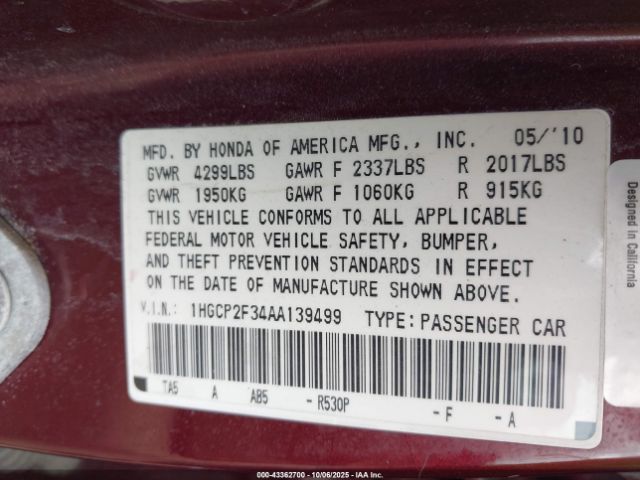 MFD. BY HONDA OF AMERICA MFG., INC. 05/'10
GVWR 4299LBS GAWR F 2337LBS R 2017LBS
GVWR 1950KG GAWR F 1060KG R 915KG
THIS VEHICLE CONFORMS TO ALL APPLICABLE
FEDERAL MOTOR VEHICLE SAFETY, BUMPER,
AND THEFT PREVENTION STANDARDS IN EFFECT
ON THE DATE OF MANUFACTURE SHOWN ABOVE.
V.I.N.: 1HGCP2F34AA139499 TYPE: PASSENGER CAR
TA5 A AB5 - R530P - F - A
Designed in California
000-43362700 - 10/06/2025 - IAA Inc.